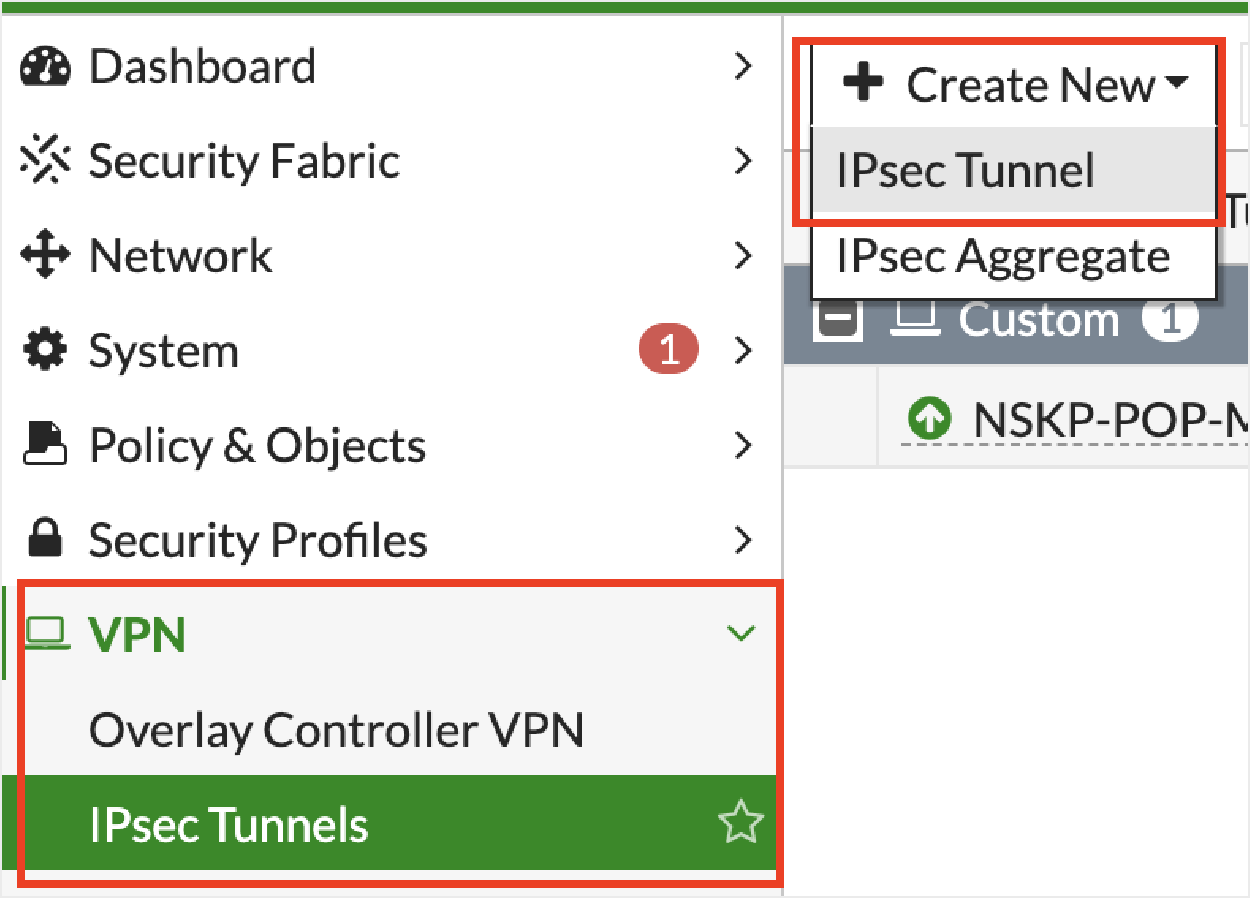 Dashboard
Security Fabric
Network
System
1
Policy & Objects
Security Profiles
VPN
Overlay Controller VPN
IPsec Tunnels
Create New
IPsec Tunnel
IPsec Aggregate
Custom 1
NSKP-POP-